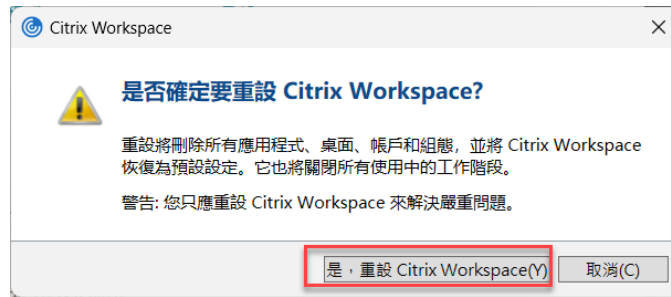 Citrix Workspace
是否確定要重設 Citrix Workspace?
重設將刪除所有應用程式、桌面、帳戶和組態，並將 Citrix Workspace
恢復為預設設定。它也將關閉所有使用中的工作階段。
警告: 您只應重設 Citrix Workspace 來解決嚴重問題。
是，重設 Citrix Workspace(Y)
取消(C)